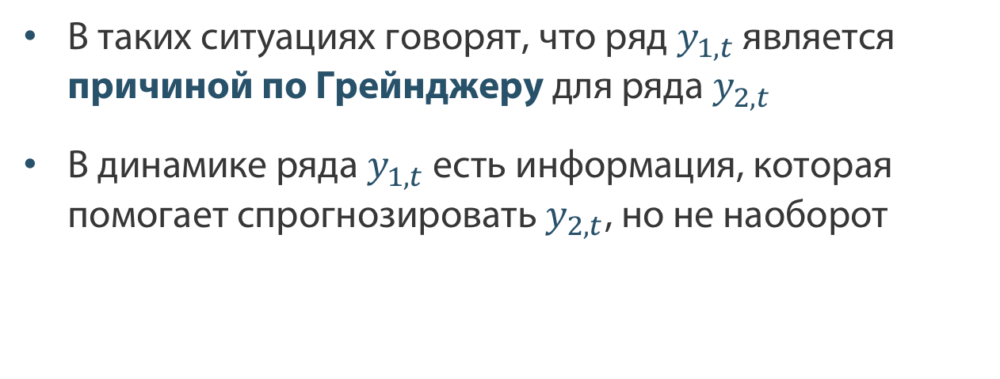 • В таких ситуациях говорят, что ряд $y_{1,t}$ является
причиной по Грейнджеру для ряда $y_{2,t}$
• В динамике ряда $y_{1,t}$ есть информация, которая
помогает спрогнозировать $y_{2,t}$, но не наоборот